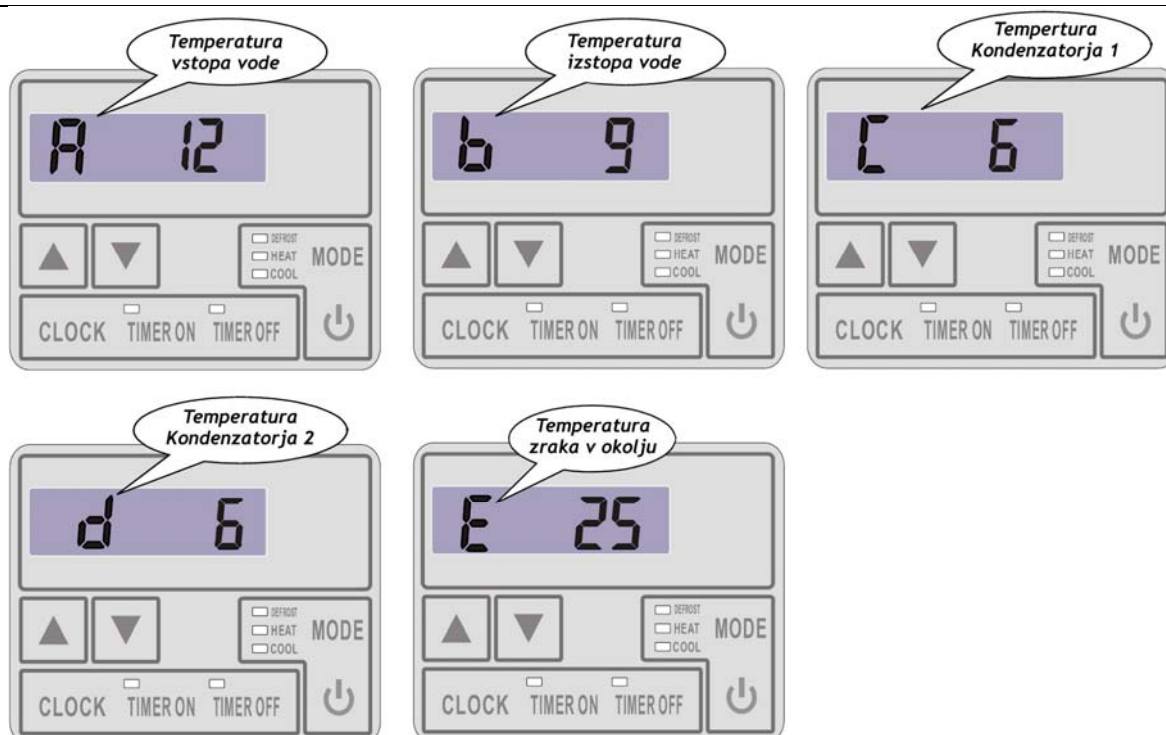 Temperatura
vstopa vode
A 12
DEFROST
HEAT
COOL
MODE
CLOCK TIMER ON TIMER OFF
Temperatura
izstopa vode
b 9
DEFROST
HEAT
COOL
MODE
CLOCK TIMER ON TIMER OFF
Tempertura
Kondenzatorja 1
C 6
DEFROST
HEAT
COOL
MODE
CLOCK TIMER ON TIMER OFF
Temperatura
Kondenzatorja 2
d 6
DEFROST
HEAT
COOL
MODE
CLOCK TIMER ON TIMER OFF
Temperatura
zraka v okolju
E 25
DEFROST
HEAT
COOL
MODE
CLOCK TIMER ON TIMER OFF